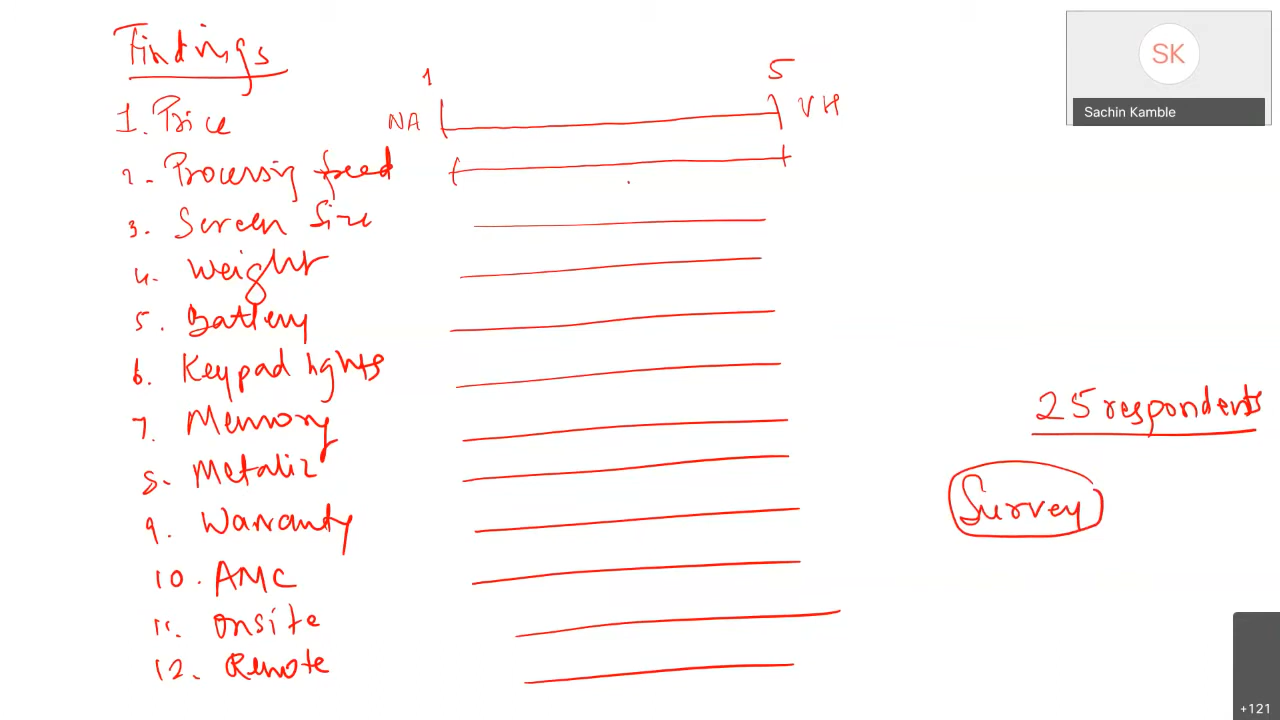 Findings
1 5
1. Price NA VH
2. Processing speed
3. Screen Size
4. Weight
5. Battery
6. Keypad lights
7. Memory
8. Metaliz
9. Warranty
10. AMC
11. Onsite
12. Remote
25 respondents
Survey
SK
Sachin Kamble
+121